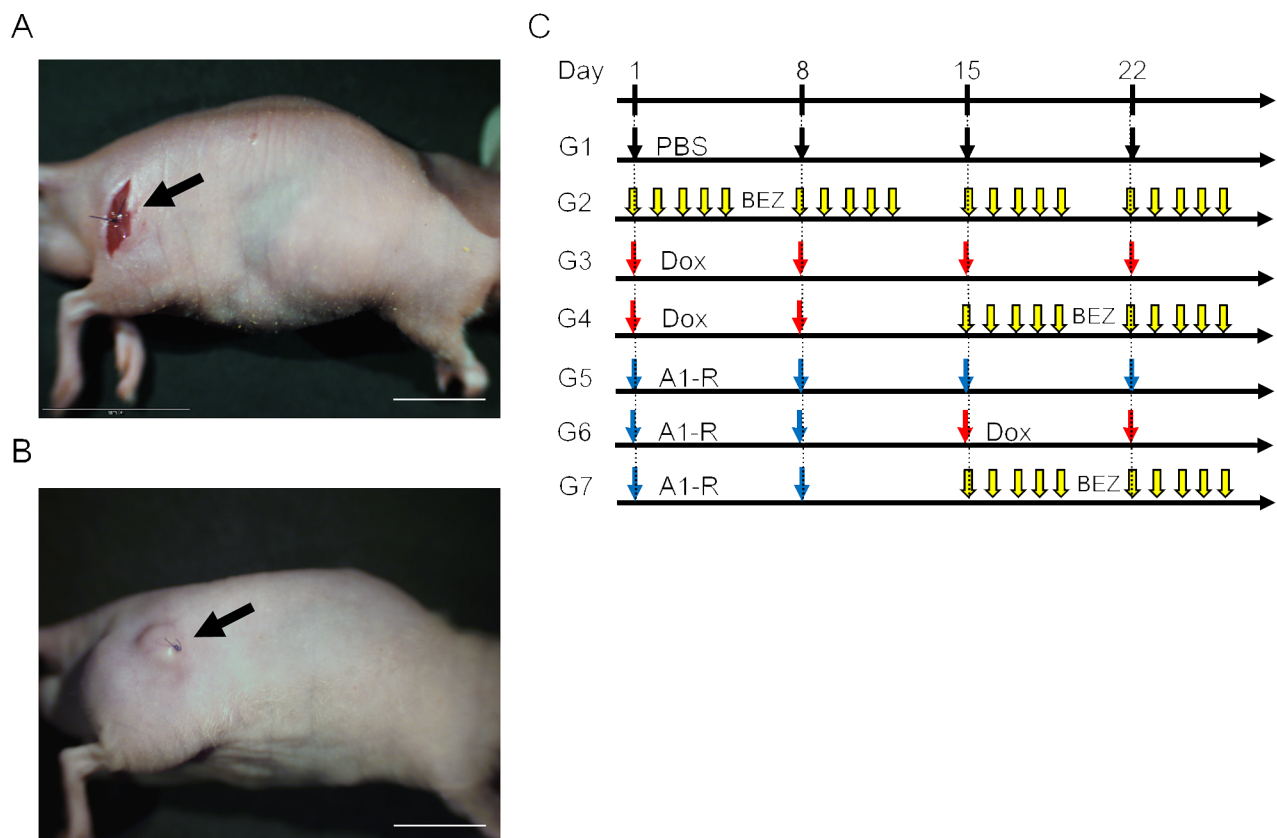 A
B
C
Day 1 8 15 22
G1 PBS
G2 BEZ
G3 Dox
G4 Dox BEZ
G5 A1-R
G6 A1-R Dox
G7 A1-R BEZ